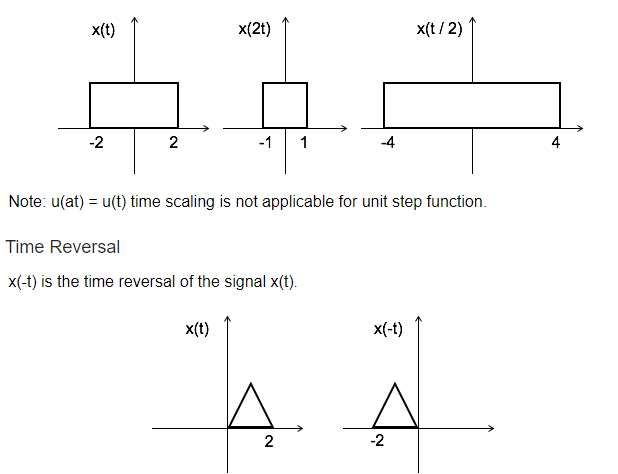 x(t) x(2t) x(t / 2)
-2 2 -1 1 -4 4
Note: u(at) = u(t) time scaling is not applicable for unit step function.
Time Reversal
x(-t) is the time reversal of the signal x(t).
x(t) x(-t)
2 -2